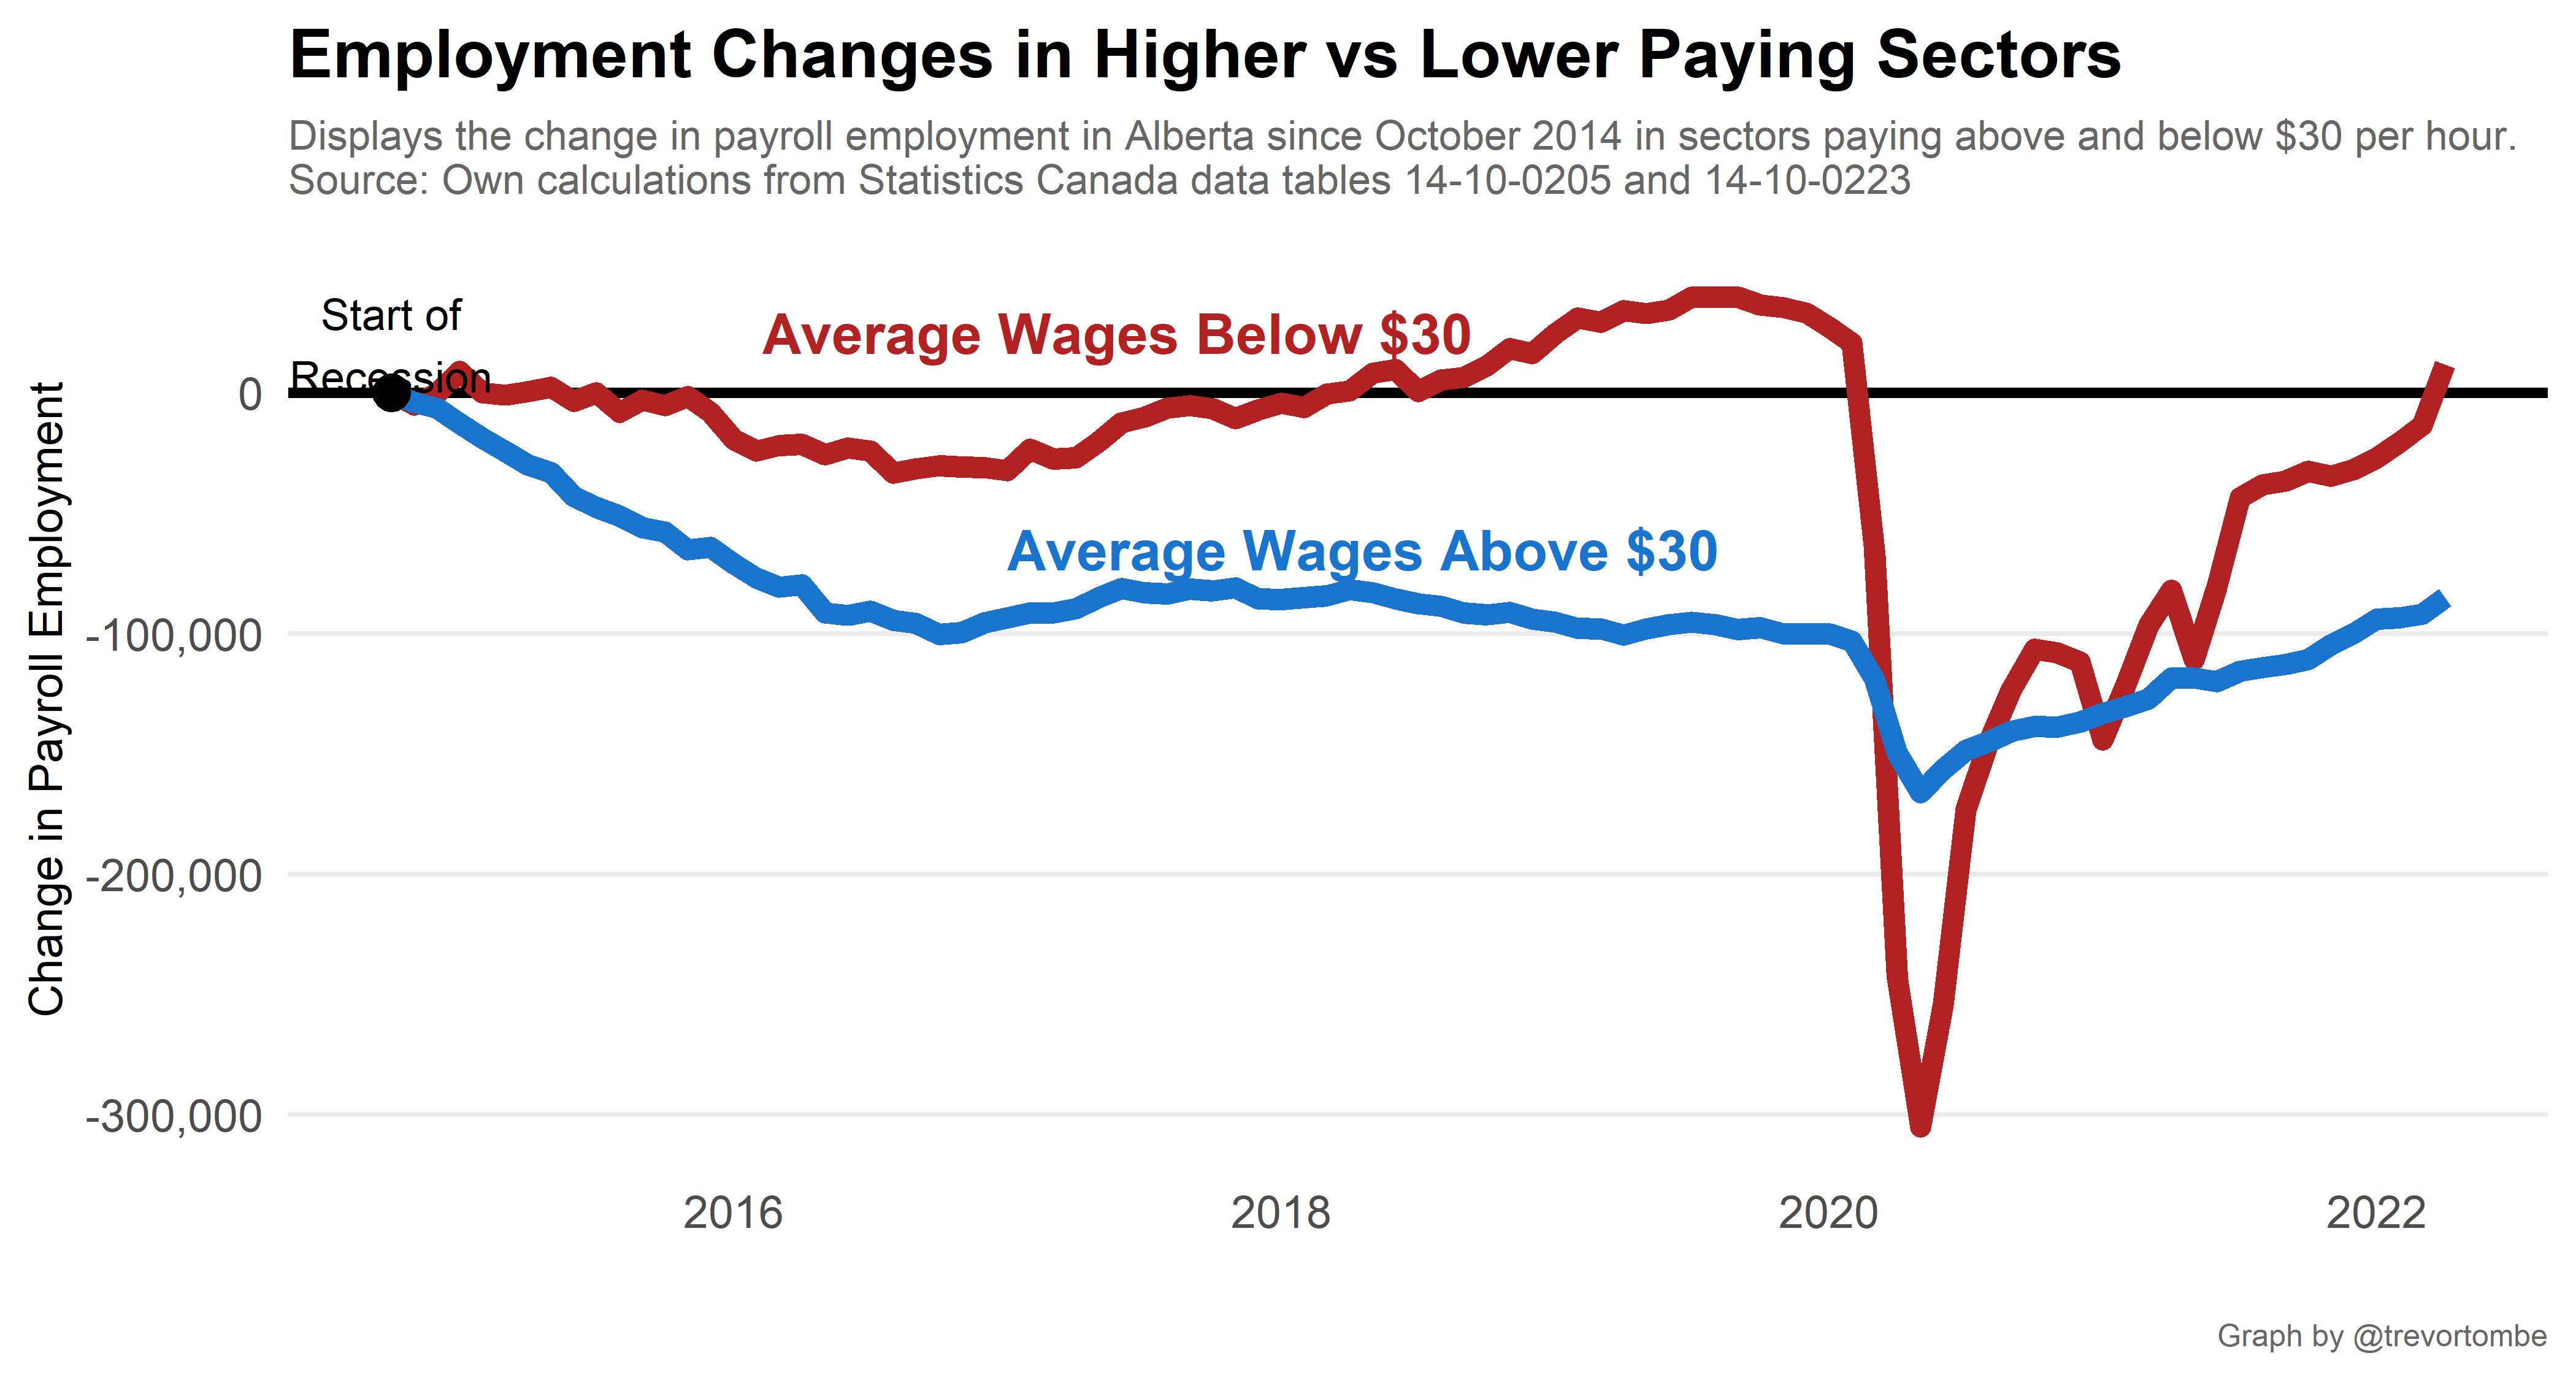 Employment Changes in Higher vs Lower Paying Sectors
Displays the change in payroll employment in Alberta since October 2014 in sectors paying above and below $30 per hour.
Source: Own calculations from Statistics Canada data tables 14-10-0205 and 14-10-0223
Start of
Recession
Average Wages Below $30
Average Wages Above $30
Change in Payroll Employment
0
-100,000
-200,000
-300,000
2016
2018
2020
2022
Graph by @trevortombe